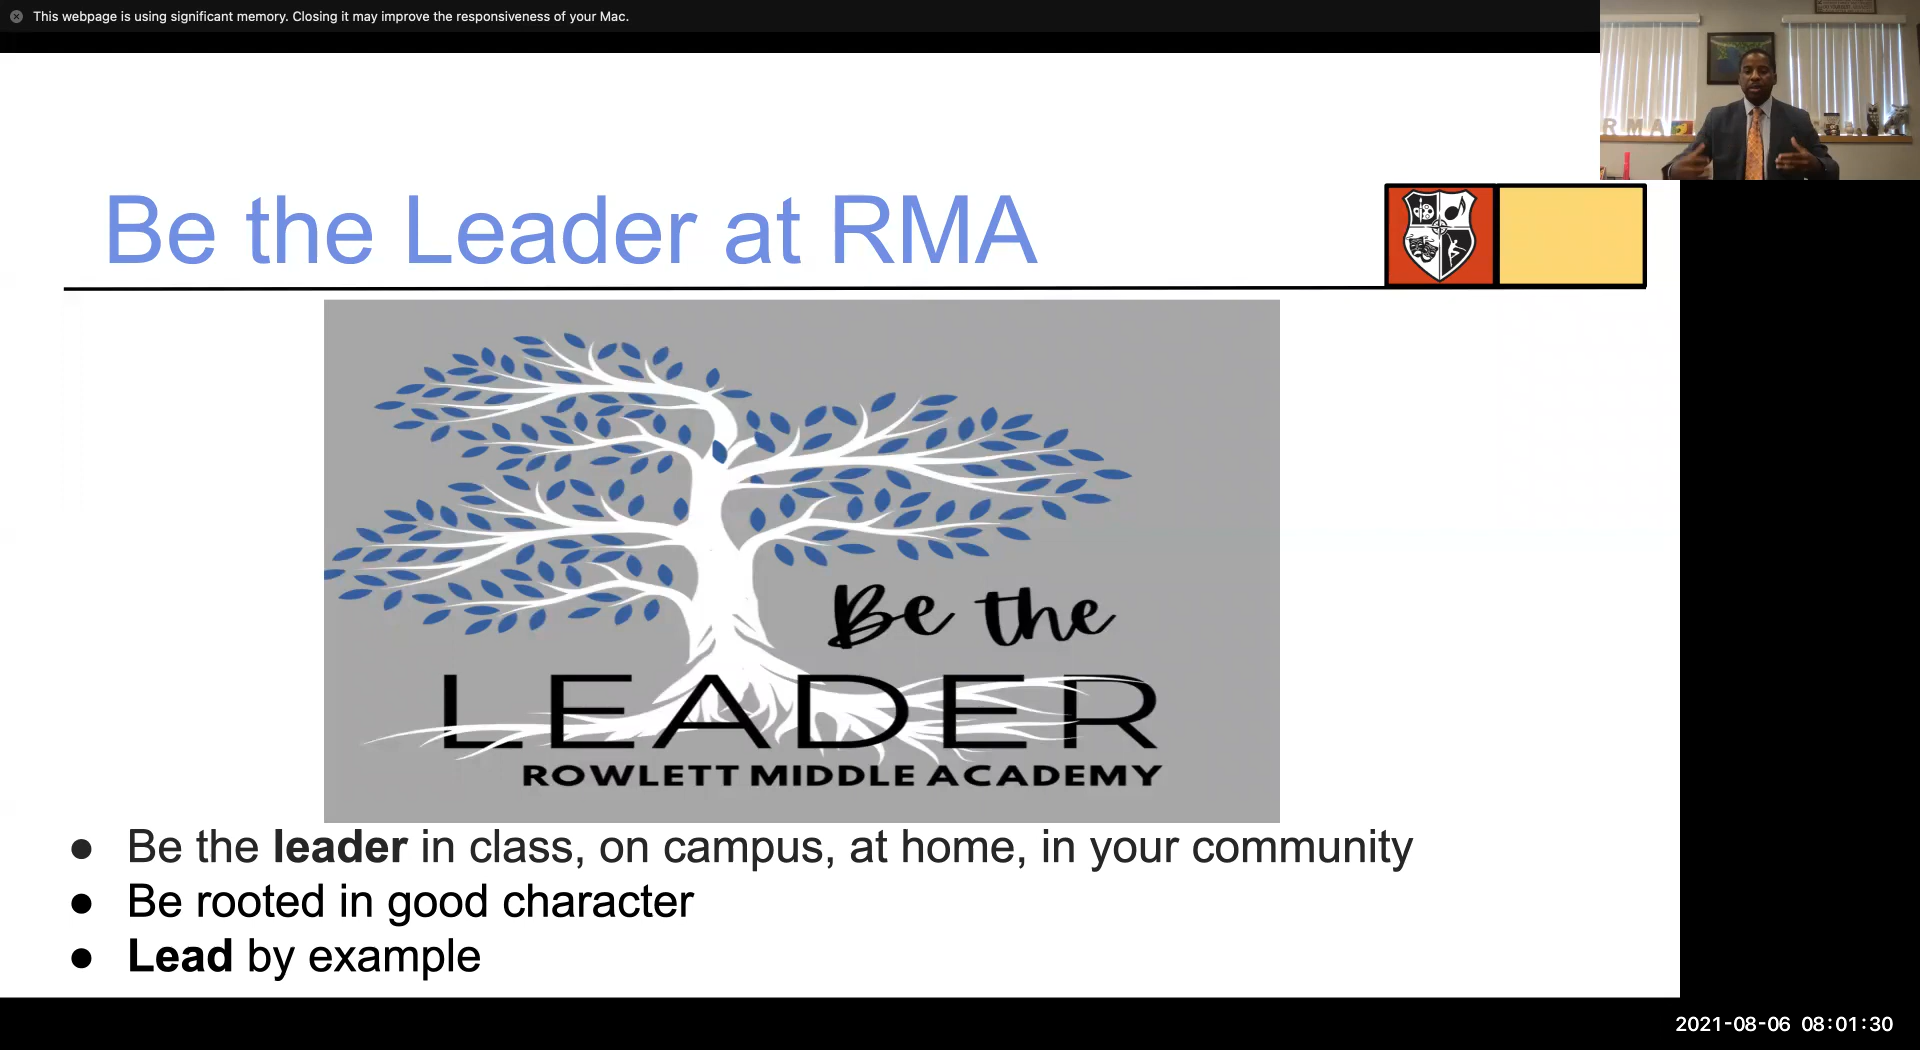 This webpage is using significant memory. Closing it may improve the responsiveness of your Mac.
RMA
Be the Leader at RMA
Be the
LEADER
ROWLETT MIDDLE ACADEMY
● Be the leader in class, on campus, at home, in your community
● Be rooted in good character
● Lead by example
2021-08-06 08:01:30